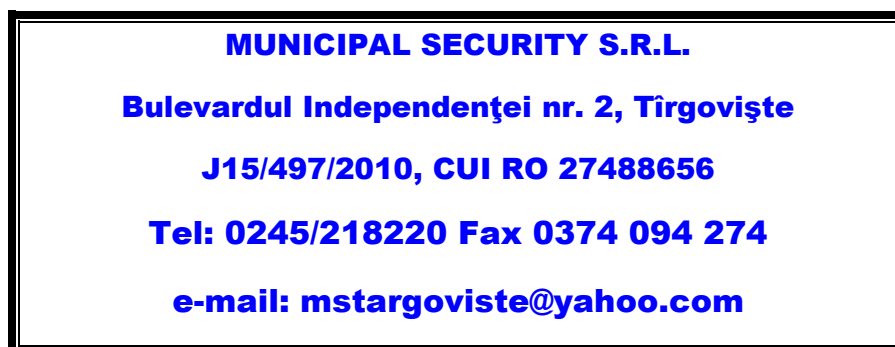 MUNICIPAL SECURITY S.R.L.
Bulevardul Independenţei nr. 2, Tîrgovişte
J15/497/2010, CUI RO 27488656
Tel: 0245/218220 Fax 0374 094 274
e-mail: mstargoviste@yahoo.com